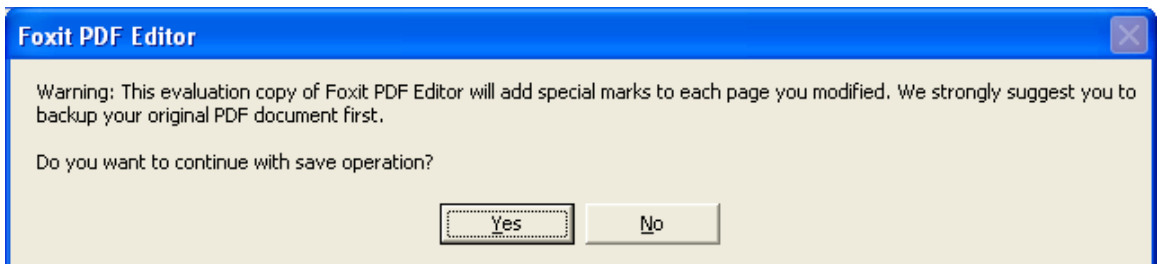 Foxit PDF Editor
Warning: This evaluation copy of Foxit PDF Editor will add special marks to each page you modified. We strongly suggest you to
backup your original PDF document first.
Do you want to continue with save operation?
Yes No